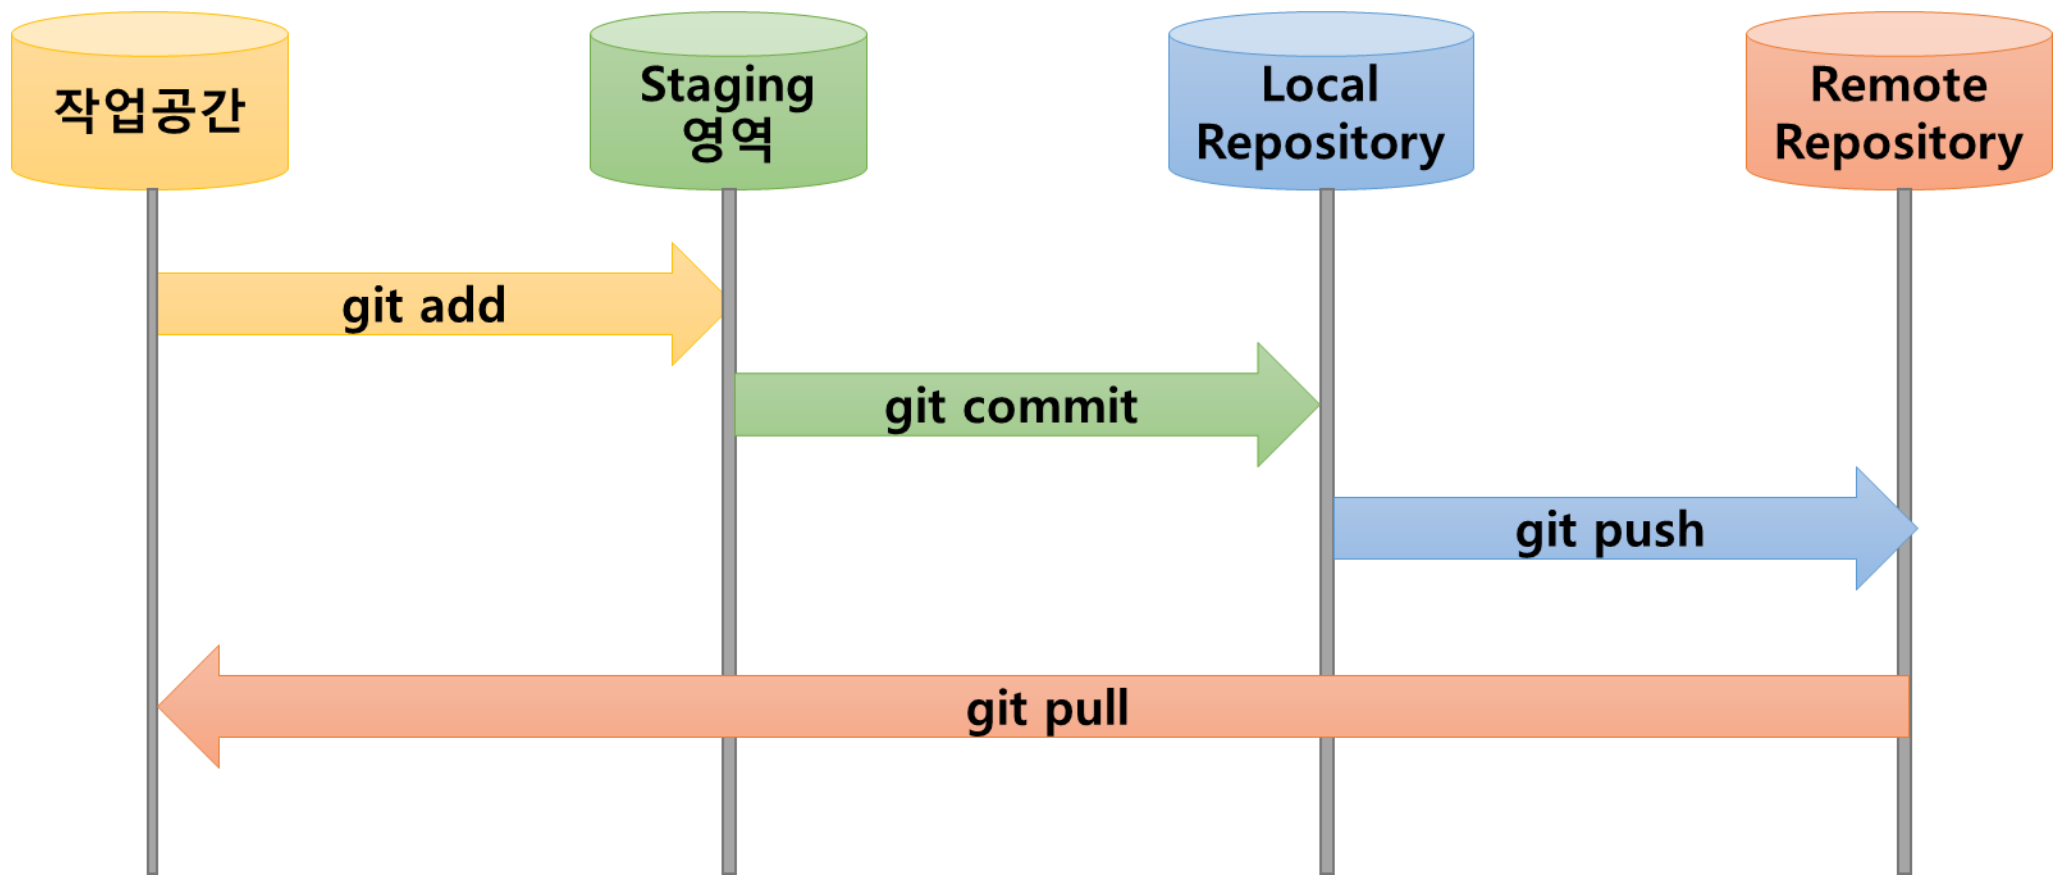 작업공간
Staging
영역
Local
Repository
Remote
Repository
git add
git commit
git push
git pull